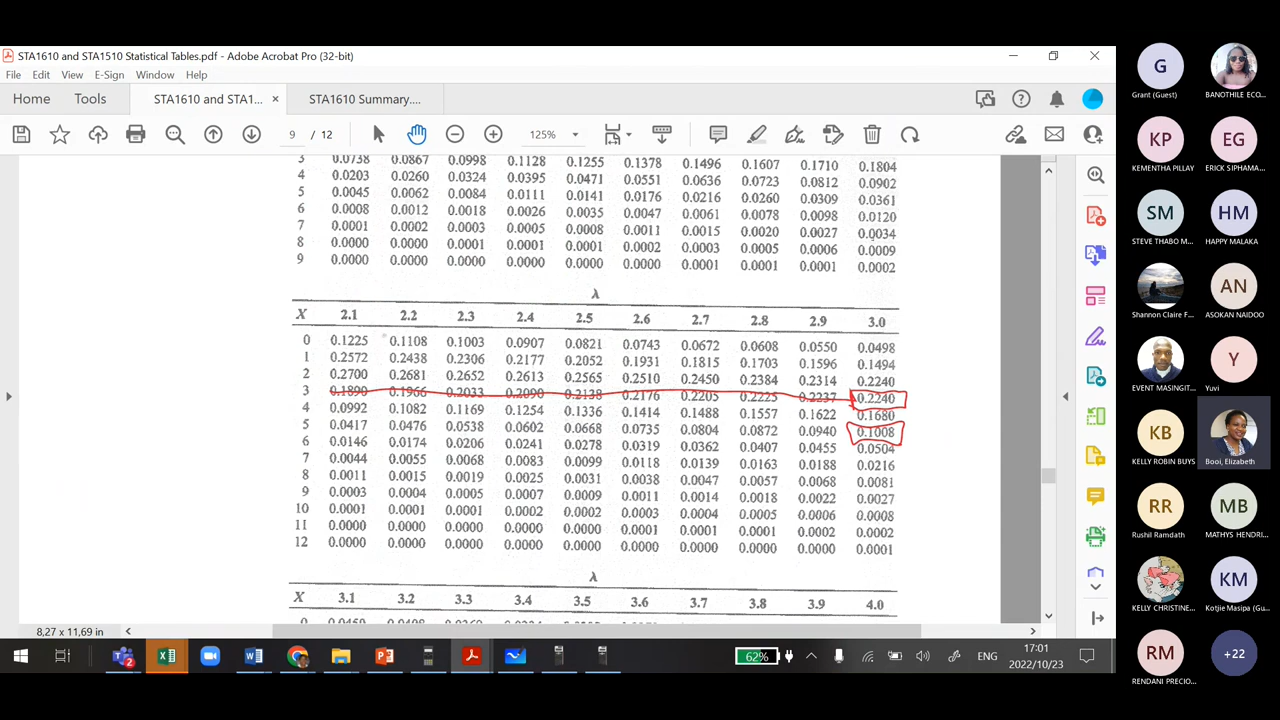 STA1610 and STA1510 Statistical Tables.pdf - Adobe Acrobat Pro (32-bit)
File Edit View E-Sign Window Help
Home Tools STA1610 and STA1... × STA1610 Summary....
9 / 12 125%
3 0.0738 0.0867 0.0998 0.1128 0.1255 0.1378 0.1496 0.1607 0.1710 0.1804
4 0.0203 0.0260 0.0324 0.0395 0.0471 0.0551 0.0636 0.0723 0.0812 0.0902
5 0.0045 0.0062 0.0084 0.0111 0.0141 0.0176 0.0216 0.0260 0.0309 0.0361
6 0.0008 0.0012 0.0018 0.0026 0.0035 0.0047 0.0061 0.0078 0.0098 0.0120
7 0.0001 0.0002 0.0003 0.0005 0.0008 0.0011 0.0015 0.0020 0.0027 0.0034
8 0.0000 0.0000 0.0001 0.0001 0.0001 0.0002 0.0003 0.0005 0.0006 0.0009
9 0.0000 0.0000 0.0000 0.0000 0.0000 0.0000 0.0001 0.0001 0.0001 0.0002
λ
X 2.1 2.2 2.3 2.4 2.5 2.6 2.7 2.8 2.9 3.0
0 0.1225 0.1108 0.1003 0.0907 0.0821 0.0743 0.0672 0.0608 0.0550 0.0498
1 0.2572 0.2438 0.2306 0.2177 0.2052 0.1931 0.1815 0.1703 0.1596 0.1494
2 0.2700 0.2681 0.2652 0.2613 0.2565 0.2510 0.2450 0.2384 0.2314 0.2240
3 0.1890 0.1966 0.2033 0.2090 0.2138 0.2176 0.2205 0.2225 0.2237 0.2240
4 0.0992 0.1082 0.1169 0.1254 0.1336 0.1414 0.1488 0.1557 0.1622 0.1680
5 0.0417 0.0476 0.0538 0.0602 0.0668 0.0735 0.0804 0.0872 0.0940 0.1008
6 0.0146 0.0174 0.0206 0.0241 0.0278 0.0319 0.0362 0.0407 0.0455 0.0504
7 0.0044 0.0055 0.0068 0.0083 0.0099 0.0118 0.0139 0.0163 0.0188 0.0216
8 0.0011 0.0015 0.0019 0.0025 0.0031 0.0038 0.0047 0.0057 0.0068 0.0081
9 0.0003 0.0004 0.0005 0.0007 0.0009 0.0011 0.0014 0.0018 0.0022 0.0027
10 0.0001 0.0001 0.0001 0.0002 0.0002 0.0003 0.0004 0.0005 0.0006 0.0008
11 0.0000 0.0000 0.0000 0.0000 0.0000 0.0001 0.0001 0.0001 0.0002 0.0002
12 0.0000 0.0000 0.0000 0.0000 0.0000 0.0000 0.0000 0.0000 0.0000 0.0001
λ
X 3.1 3.2 3.3 3.4 3.5 3.6 3.7 3.8 3.9 4.0
8,27 x 11,69 in
62% ENG 17:01
2022/10/23
G
Grant (Guest) BANOTHILE ECO...
KP EG
KEMENTHA PILLAY ERICK SIPHAMA...
SM HM
STEVE THABO M... HAPPY MALAKA
AN
Shannon Claire F... ASOKAN NAIDOO
Y
EVENT MASINGIT... Yuvi
KB
KELLY ROBIN BUYS Booi, Elizabeth
RR MB
Rushil Ramdath MATHYS HENDRI...
KM
KELLY CHRISTINE... Kotjie Masipa (Gu...
RM +22
RENDANI PRECIO...